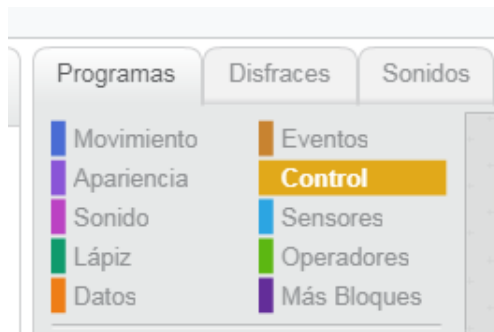 Programas Disfraces Sonidos
Movimiento Eventos
Apariencia Control
Sonido Sensores
Lápiz Operadores
Datos Más Bloques